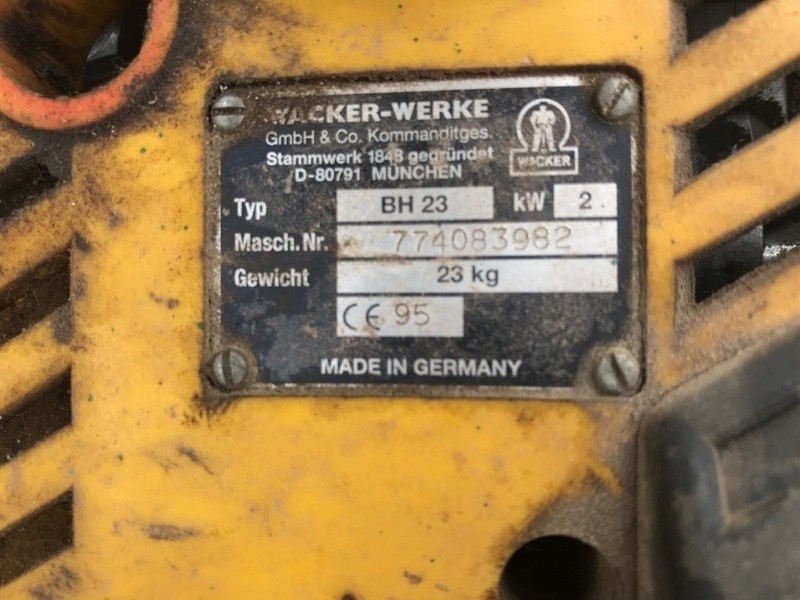 WACKER-WERKE
GmbH & Co. Kommanditges.
Stammwerk 1848 gegründet
D-80791 MÜNCHEN
WACKER
Typ BH 23 kW 2
Masch.Nr. 774083982
Gewicht 23 kg
CE 95
MADE IN GERMANY